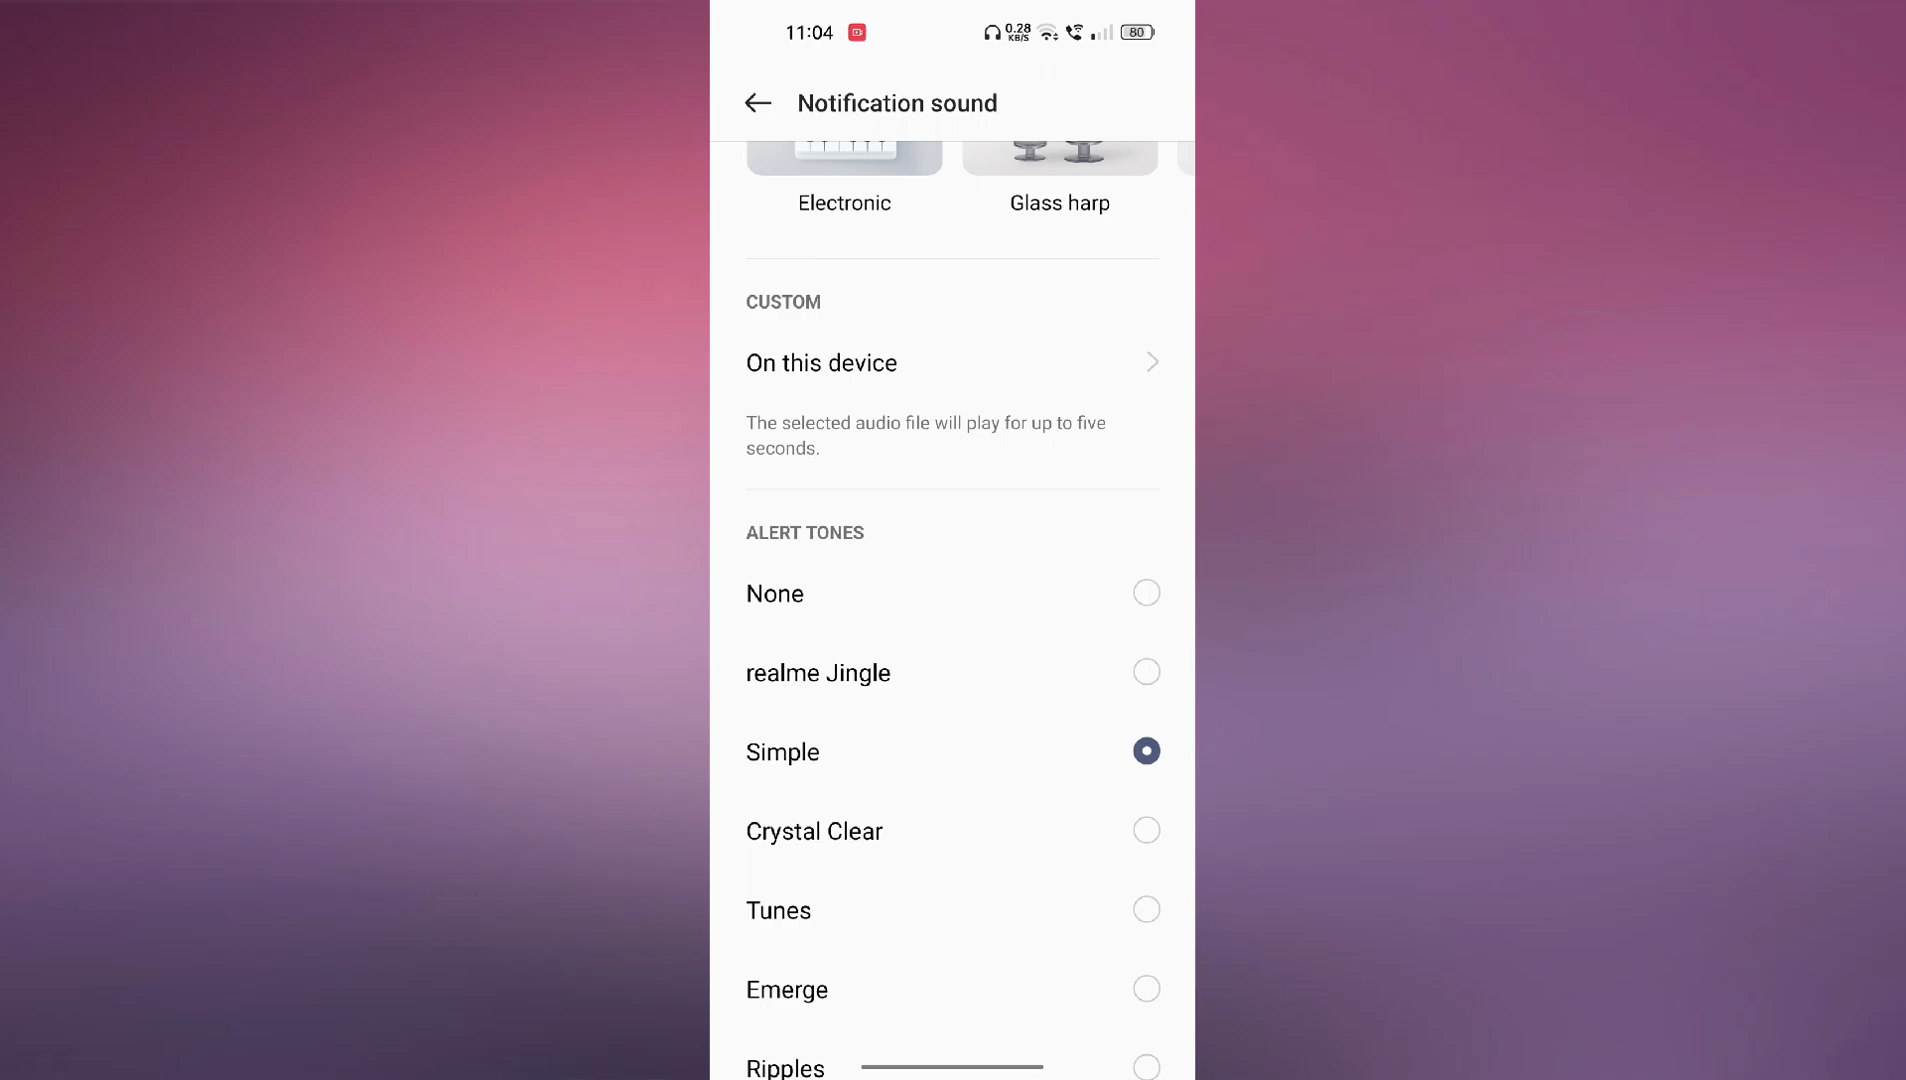 11:04
0.28
KB/S
80
Notification sound
Electronic
Glass harp
CUSTOM
On this device
The selected audio file will play for up to five
seconds.
ALERT TONES
None
realme Jingle
Simple
Crystal Clear
Tunes
Emerge
Ripples